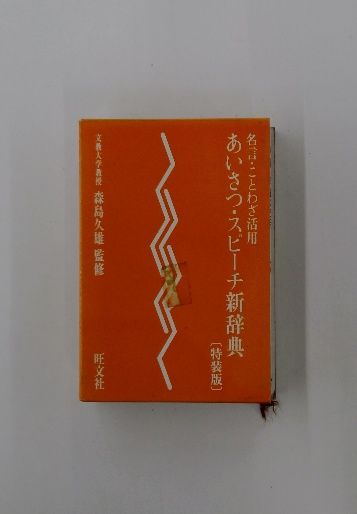 名言・ことわざ活用
あいさつ・スピーチ新辞典
〔特装版〕
文教大学教授 森島久雄 監修
旺文社